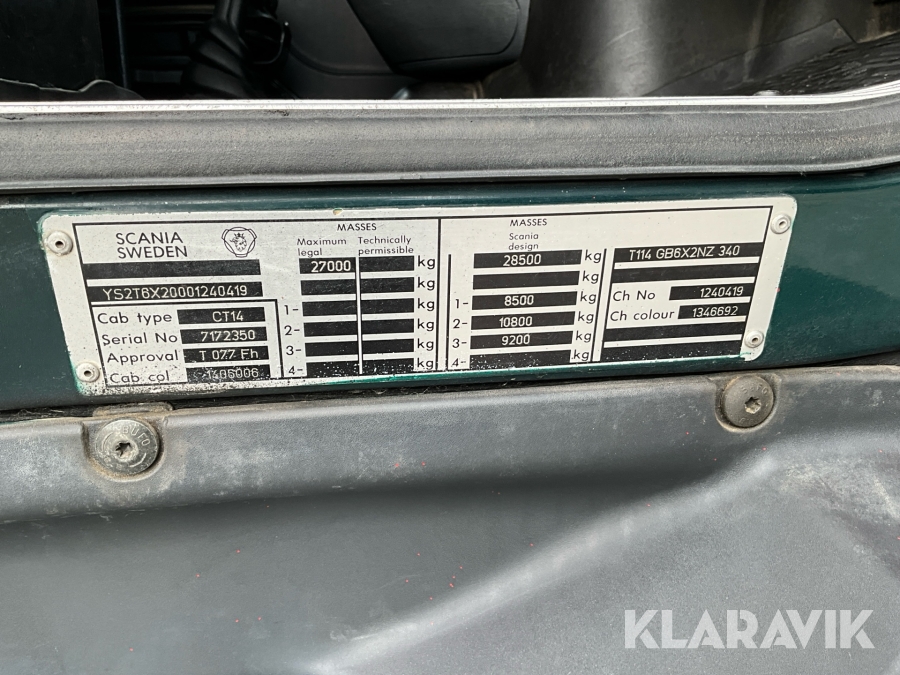 SCANIA
SWEDEN
YS2T6X20001240419
Cab type CT14
Serial No 7172350
Approval T 077 Eh
Cab. col. 1406006
MASSES
Maximum legal
Technically permissible
27000 kg
kg
1- kg
2- kg
3- kg
4- kg
MASSES
Scania design
28500 kg
kg
1- 8500 kg
2- 10800 kg
3- 9200 kg
4- kg
T114 GB6X2NZ 340
Ch No 1240419
Ch colour 1346692
KLARAVIK